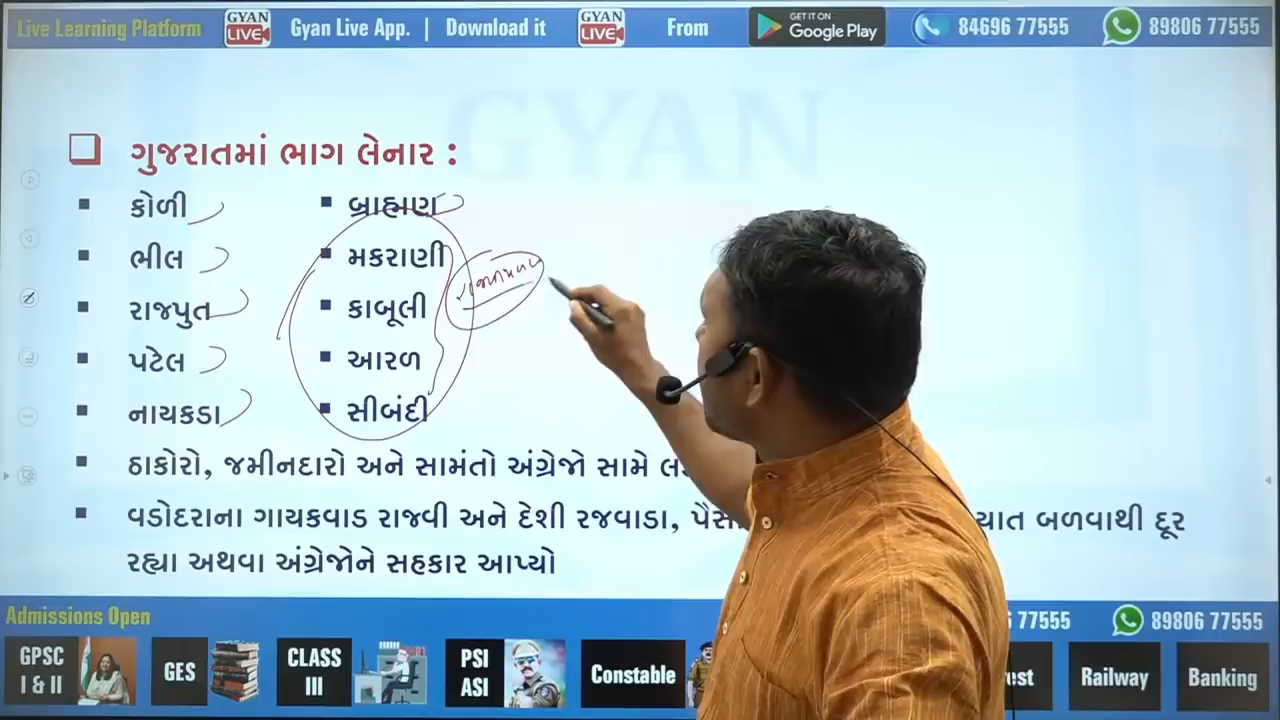 Live Learning Platform GYAN LIVE Gyan Live App. | Download it GYAN LIVE From GET IT ON Google Play 84696 77555 89806 77555
GYAN
ગુજરાતમાં ભાગ લેનાર :
કોળી
ભીલ
રાજપુત
પટેલ
નાયકડા
બ્રાહ્મણ
મકરાણી
કાબૂલી
આરળ
સીબંદી
ઠાકોરો, જમીનદારો અને સામંતો અંગ્રેજો સામે
વડોદરાના ગાયકવાડ રાજવી અને દેશી રજવાડા, બળવાથી દૂર
રહ્યા અથવા અંગ્રેજોને સહકાર આપ્યો
Admissions Open 77555 89806 77555
GPSC I & II
GES
CLASS III
PSI ASI
Constable
Railway
Banking